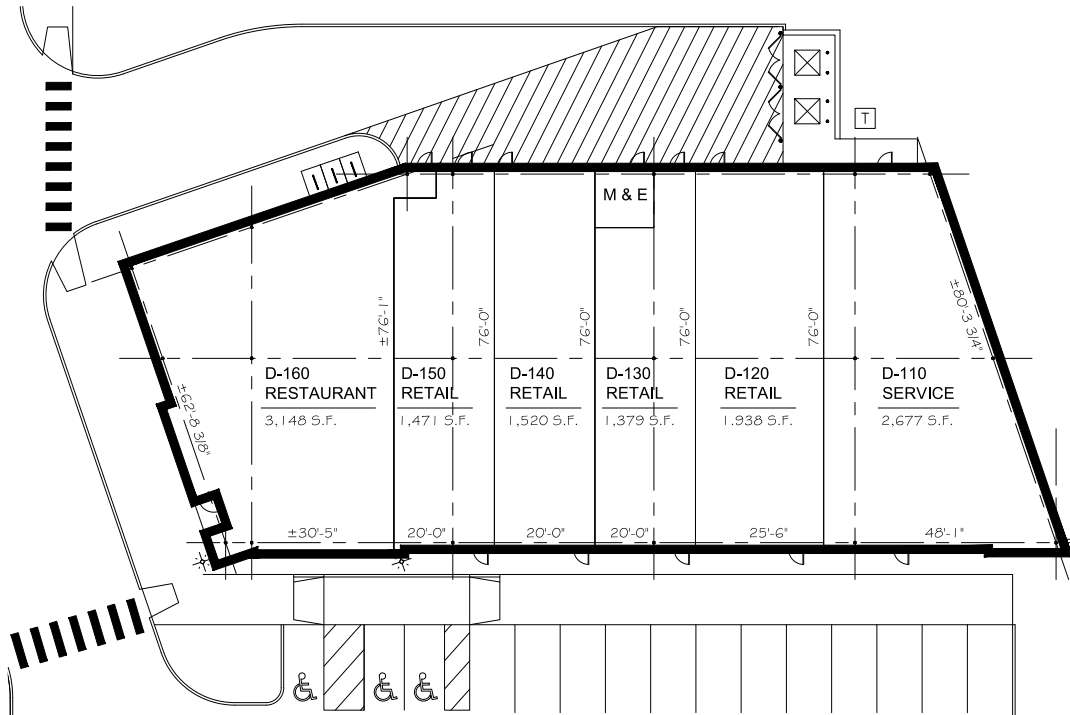 T
M & E
±76'-1"
76'-0"
76'-0"
76'-0"
76'-0"
±80'-3 3/4"
±62'-8 3/8"
D-160
RESTAURANT
3,148 S.F.
D-150
RETAIL
1,471 S.F.
D-140
RETAIL
1,520 S.F.
D-130
RETAIL
1,379 S.F.
D-120
RETAIL
1.938 S.F.
D-110
SERVICE
2,677 S.F.
±30'-5"
20'-0"
20'-0"
20'-0"
25'-6"
48'-1"